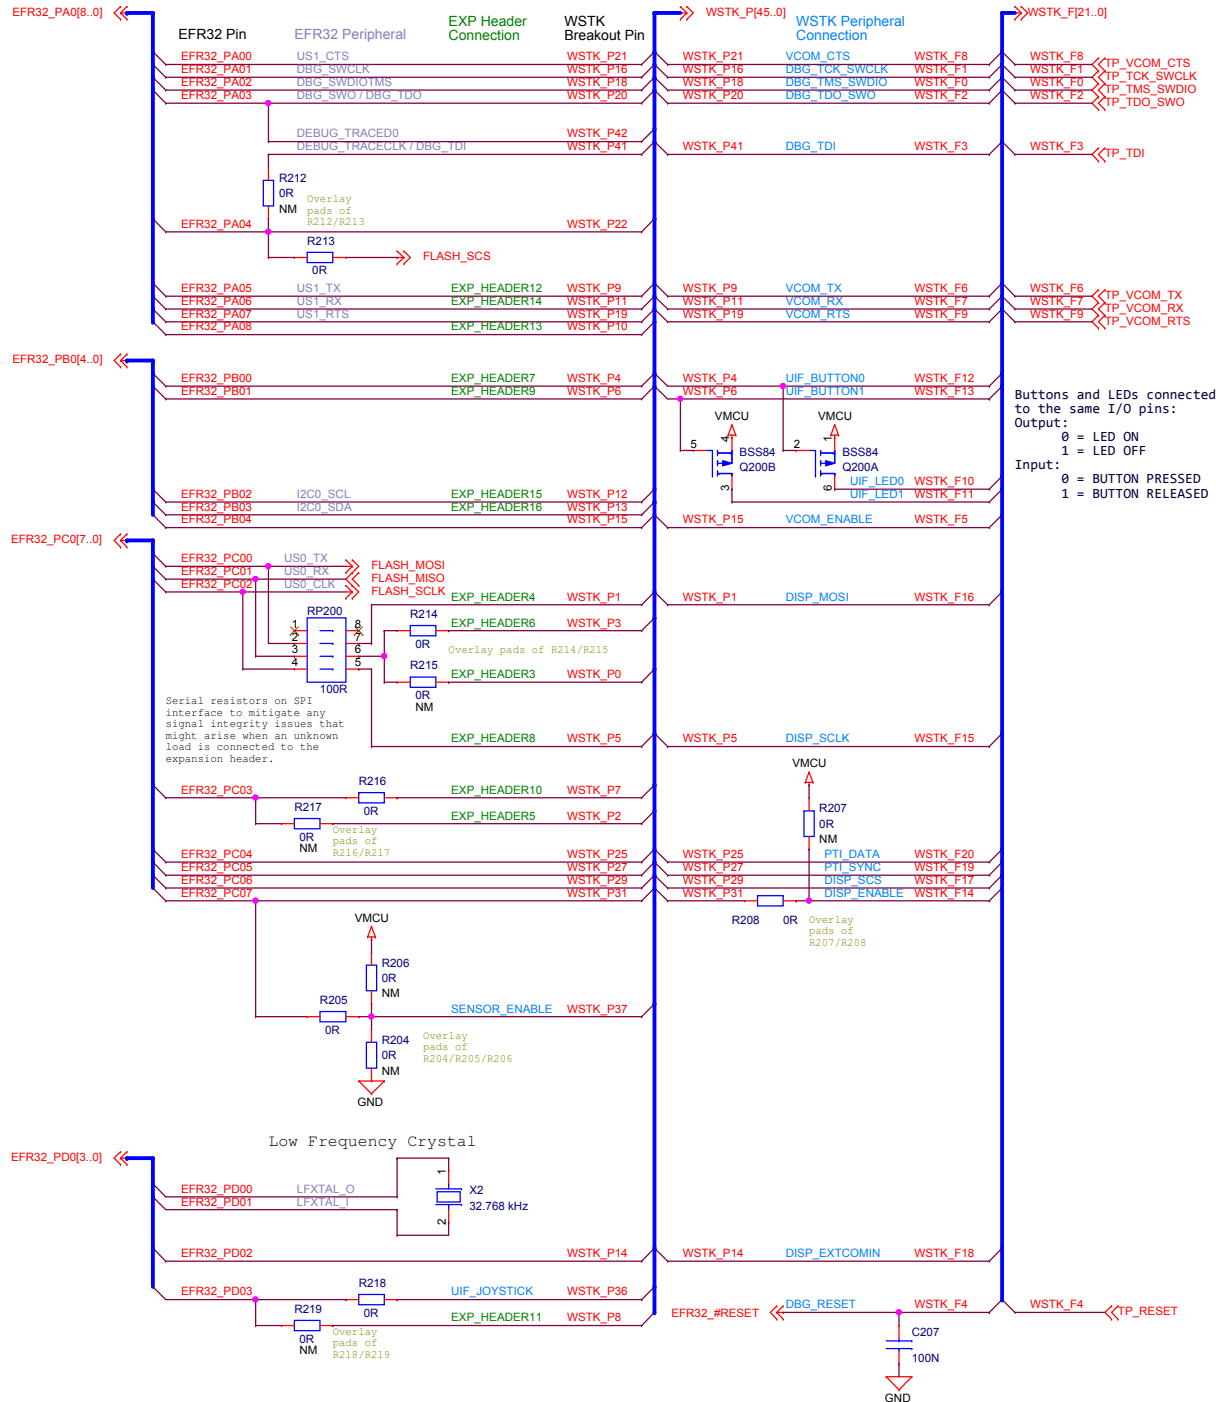 EFR32_PA0[8..0]
WSTK_P[45..0]
WSTK_F[21..0]
EFR32 Pin
EFR32 Peripheral
EXP Header
Connection
WSTK
Breakout Pin
WSTK Peripheral
Connection
EFR32_PA00 US1_CTS WSTK_P21 WSTK_P21 VCOM_CTS WSTK_F8 WSTK_F8 TP_VCOM_CTS
EFR32_PA01 DBG_SWCLK WSTK_P16 WSTK_P16 DBG_TCK_SWCLK WSTK_F1 WSTK_F1 TP_TCK_SWCLK
EFR32_PA02 DBG_SWDIOTMS WSTK_P18 WSTK_P18 DBG_TMS_SWDIO WSTK_F0 WSTK_F0 TP_TMS_SWDIO
EFR32_PA03 DBG_SWO / DBG_TDO WSTK_P20 WSTK_P20 DBG_TDO_SWO WSTK_F2 WSTK_F2 TP_TDO_SWO
DEBUG_TRACED0 WSTK_P42
DEBUG_TRACECLK / DBG_TDI WSTK_P41 WSTK_P41 DBG_TDI WSTK_F3 WSTK_F3 TP_TDI
R212
0R
NM
Overlay
pads of
R212/R213
EFR32_PA04 WSTK_P22
R213
0R
FLASH_SCS
EFR32_PA05 US1_TX EXP_HEADER12 WSTK_P9 WSTK_P9 VCOM_TX WSTK_F6 WSTK_F6 TP_VCOM_TX
EFR32_PA06 US1_RX EXP_HEADER14 WSTK_P11 WSTK_P11 VCOM_RX WSTK_F7 WSTK_F7 TP_VCOM_RX
EFR32_PA07 US1_RTS WSTK_P19 WSTK_P19 VCOM_RTS WSTK_F9 WSTK_F9 TP_VCOM_RTS
EFR32_PA08 EXP_HEADER13 WSTK_P10
EFR32_PB0[4..0]
EFR32_PB00 EXP_HEADER7 WSTK_P4 WSTK_P4 UIF_BUTTON0 WSTK_F12
EFR32_PB01 EXP_HEADER9 WSTK_P6 WSTK_P6 UIF_BUTTON1 WSTK_F13
Buttons and LEDs connected
to the same I/O pins:
Output:
0 = LED ON
1 = LED OFF
Input:
0 = BUTTON PRESSED
1 = BUTTON RELEASED
VMCU VMCU
4 1
5 BSS84 2 BSS84
Q200B Q200A
3 6
UIF_LED0 WSTK_F10
UIF_LED1 WSTK_F11
EFR32_PB02 I2C0_SCL EXP_HEADER15 WSTK_P12
EFR32_PB03 I2C0_SDA EXP_HEADER16 WSTK_P13
EFR32_PB04 WSTK_P15 WSTK_P15 VCOM_ENABLE WSTK_F5
EFR32_PC0[7..0]
EFR32_PC00 US0_TX FLASH_MOSI
EFR32_PC01 US0_RX FLASH_MISO
EFR32_PC02 US0_CLK FLASH_SCLK
EXP_HEADER4 WSTK_P1 WSTK_P1 DISP_MOSI WSTK_F16
RP200
1 8
2 7
3 6
4 5
100R
R214
0R
EXP_HEADER6 WSTK_P3
Overlay pads of R214/R215
R215
0R
NM
EXP_HEADER3 WSTK_P0
Serial resistors on SPI
interface to mitigate any
signal integrity issues that
might arise when an unknown
load is connected to the
expansion header.
EXP_HEADER8 WSTK_P5 WSTK_P5 DISP_SCLK WSTK_F15
VMCU
EFR32_PC03 R216
0R
EXP_HEADER10 WSTK_P7
R217
0R
NM
EXP_HEADER5 WSTK_P2
Overlay
pads of
R216/R217
R207
0R
NM
EFR32_PC04 WSTK_P25 WSTK_P25 PTI_DATA WSTK_F20
EFR32_PC05 WSTK_P27 WSTK_P27 PTI_SYNC WSTK_F19
EFR32_PC06 WSTK_P29 WSTK_P29 DISP_SCS WSTK_F17
EFR32_PC07 WSTK_P31 WSTK_P31 DISP_ENABLE WSTK_F14
R208 0R
Overlay
pads of
R207/R208
VMCU
R206
0R
NM
R205
0R
SENSOR_ENABLE WSTK_P37
R204
0R
NM
Overlay
pads of
R204/R205/R206
GND
Low Frequency Crystal
EFR32_PD0[3..0]
EFR32_PD00 LFXTAL_O
EFR32_PD01 LFXTAL_I
1
X2
32.768 kHz
2
EFR32_PD02 WSTK_P14 WSTK_P14 DISP_EXTCOMIN WSTK_F18
EFR32_PD03 R218
0R
UIF_JOYSTICK WSTK_P36
R219
0R
NM
EXP_HEADER11 WSTK_P8
Overlay
pads of
R218/R219
EFR32_#RESET DBG_RESET WSTK_F4 WSTK_F4 TP_RESET
C207
100N
GND